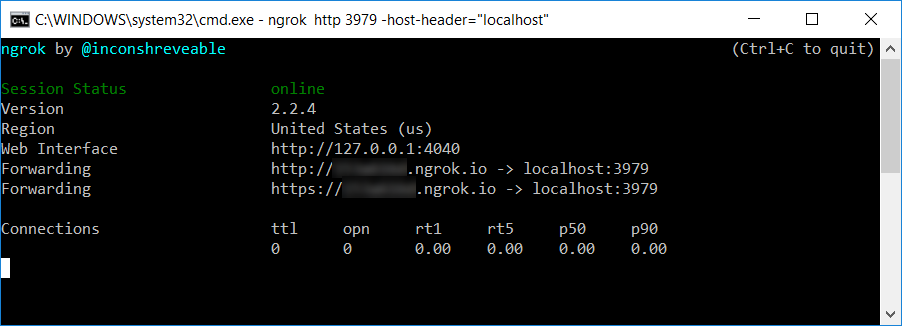 C:\WINDOWS\system32\cmd.exe - ngrok  http 3979 -host-header="localhost"
ngrok by @inconshreveable (Ctrl+C to quit)
Session Status online
Version 2.2.4
Region United States (us)
Web Interface http://127.0.0.1:4040
Forwarding http:// .ngrok.io -> localhost:3979
Forwarding https:// .ngrok.io -> localhost:3979
Connections ttl opn rt1 rt5 p50 p90
0 0 0.00 0.00 0.00 0.00